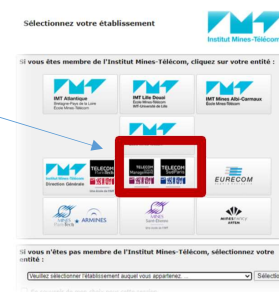 Sélectionnez votre établissement
Institut Mines-Télécom
Si vous êtes membre de l'Institut Mines-Télécom, cliquez sur votre entité :
IMT Atlantique
Bretagne-Pays de la Loire
École Mines-Télécom
IMT Lille Douai
École Mines-Télécom
IMT-Université de Lille
IMT Mines Albi-Carmaux
École Mines-Télécom
Direction Générale
TELECOM
ParisTech
TELECOM
Management
TELECOM
SudParis
EURECOM
MINES
ParisTech
ARMINES
MINES
Saint-Étienne
MINES Nancy
Si vous n'êtes pas membre de l'Institut Mines-Télécom, sélectionnez votre
entité :
Veuillez sélectionner l'établissement auquel vous appartenez ...